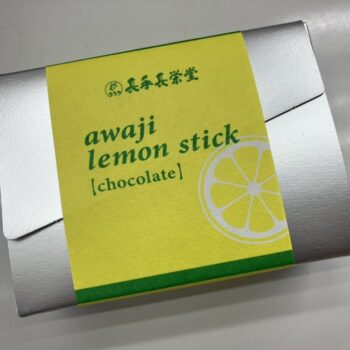 長手長栄堂
awaji
lemon stick
【chocolate】